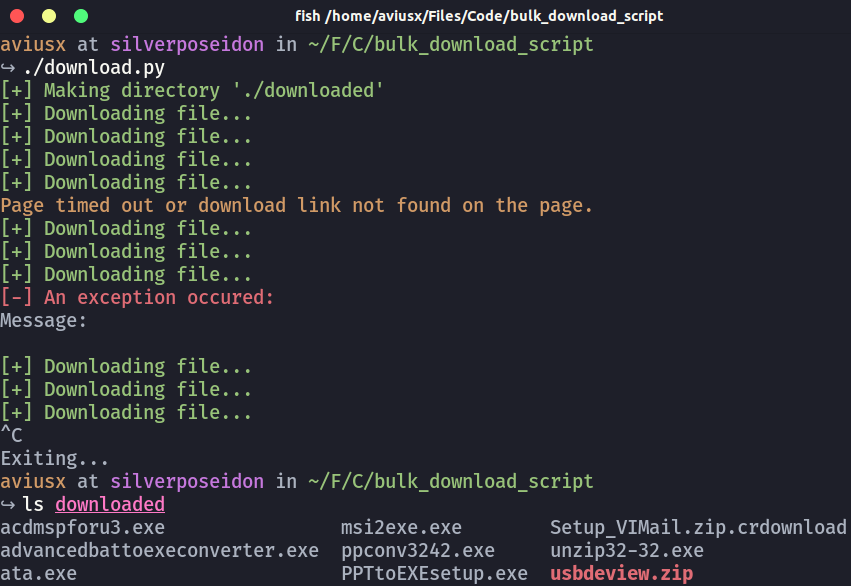 fish /home/aviusx/Files/Code/bulk_download_script
aviusx at silverposeidon in ~/F/C/bulk_download_script
↪ ./download.py
[+] Making directory './downloaded'
[+] Downloading file...
[+] Downloading file...
[+] Downloading file...
[+] Downloading file...
Page timed out or download link not found on the page.
[+] Downloading file...
[+] Downloading file...
[+] Downloading file...
[-] An exception occured:
Message:
[+] Downloading file...
[+] Downloading file...
[+] Downloading file...
^C
Exiting...
aviusx at silverposeidon in ~/F/C/bulk_download_script
↪ ls downloaded
acdmspforu3.exe msi2exe.exe Setup_VIMail.zip.crdownload
advancedbattoexeconverter.exe ppconv3242.exe unzip32-32.exe
ata.exe PPTtoEXEsetup.exe usbdeview.zip